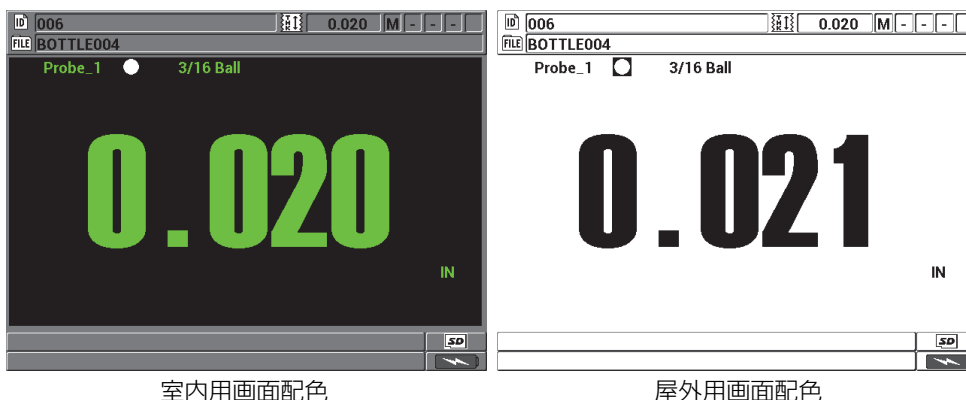 ID 006 0.020 M - - -
FILE BOTTLE004
Probe_1 3/16 Ball
0.020
IN
SD
室内用画面配色
ID 006 0.020 M - - -
FILE BOTTLE004
Probe_1 3/16 Ball
0.021
IN
SD
屋外用画面配色